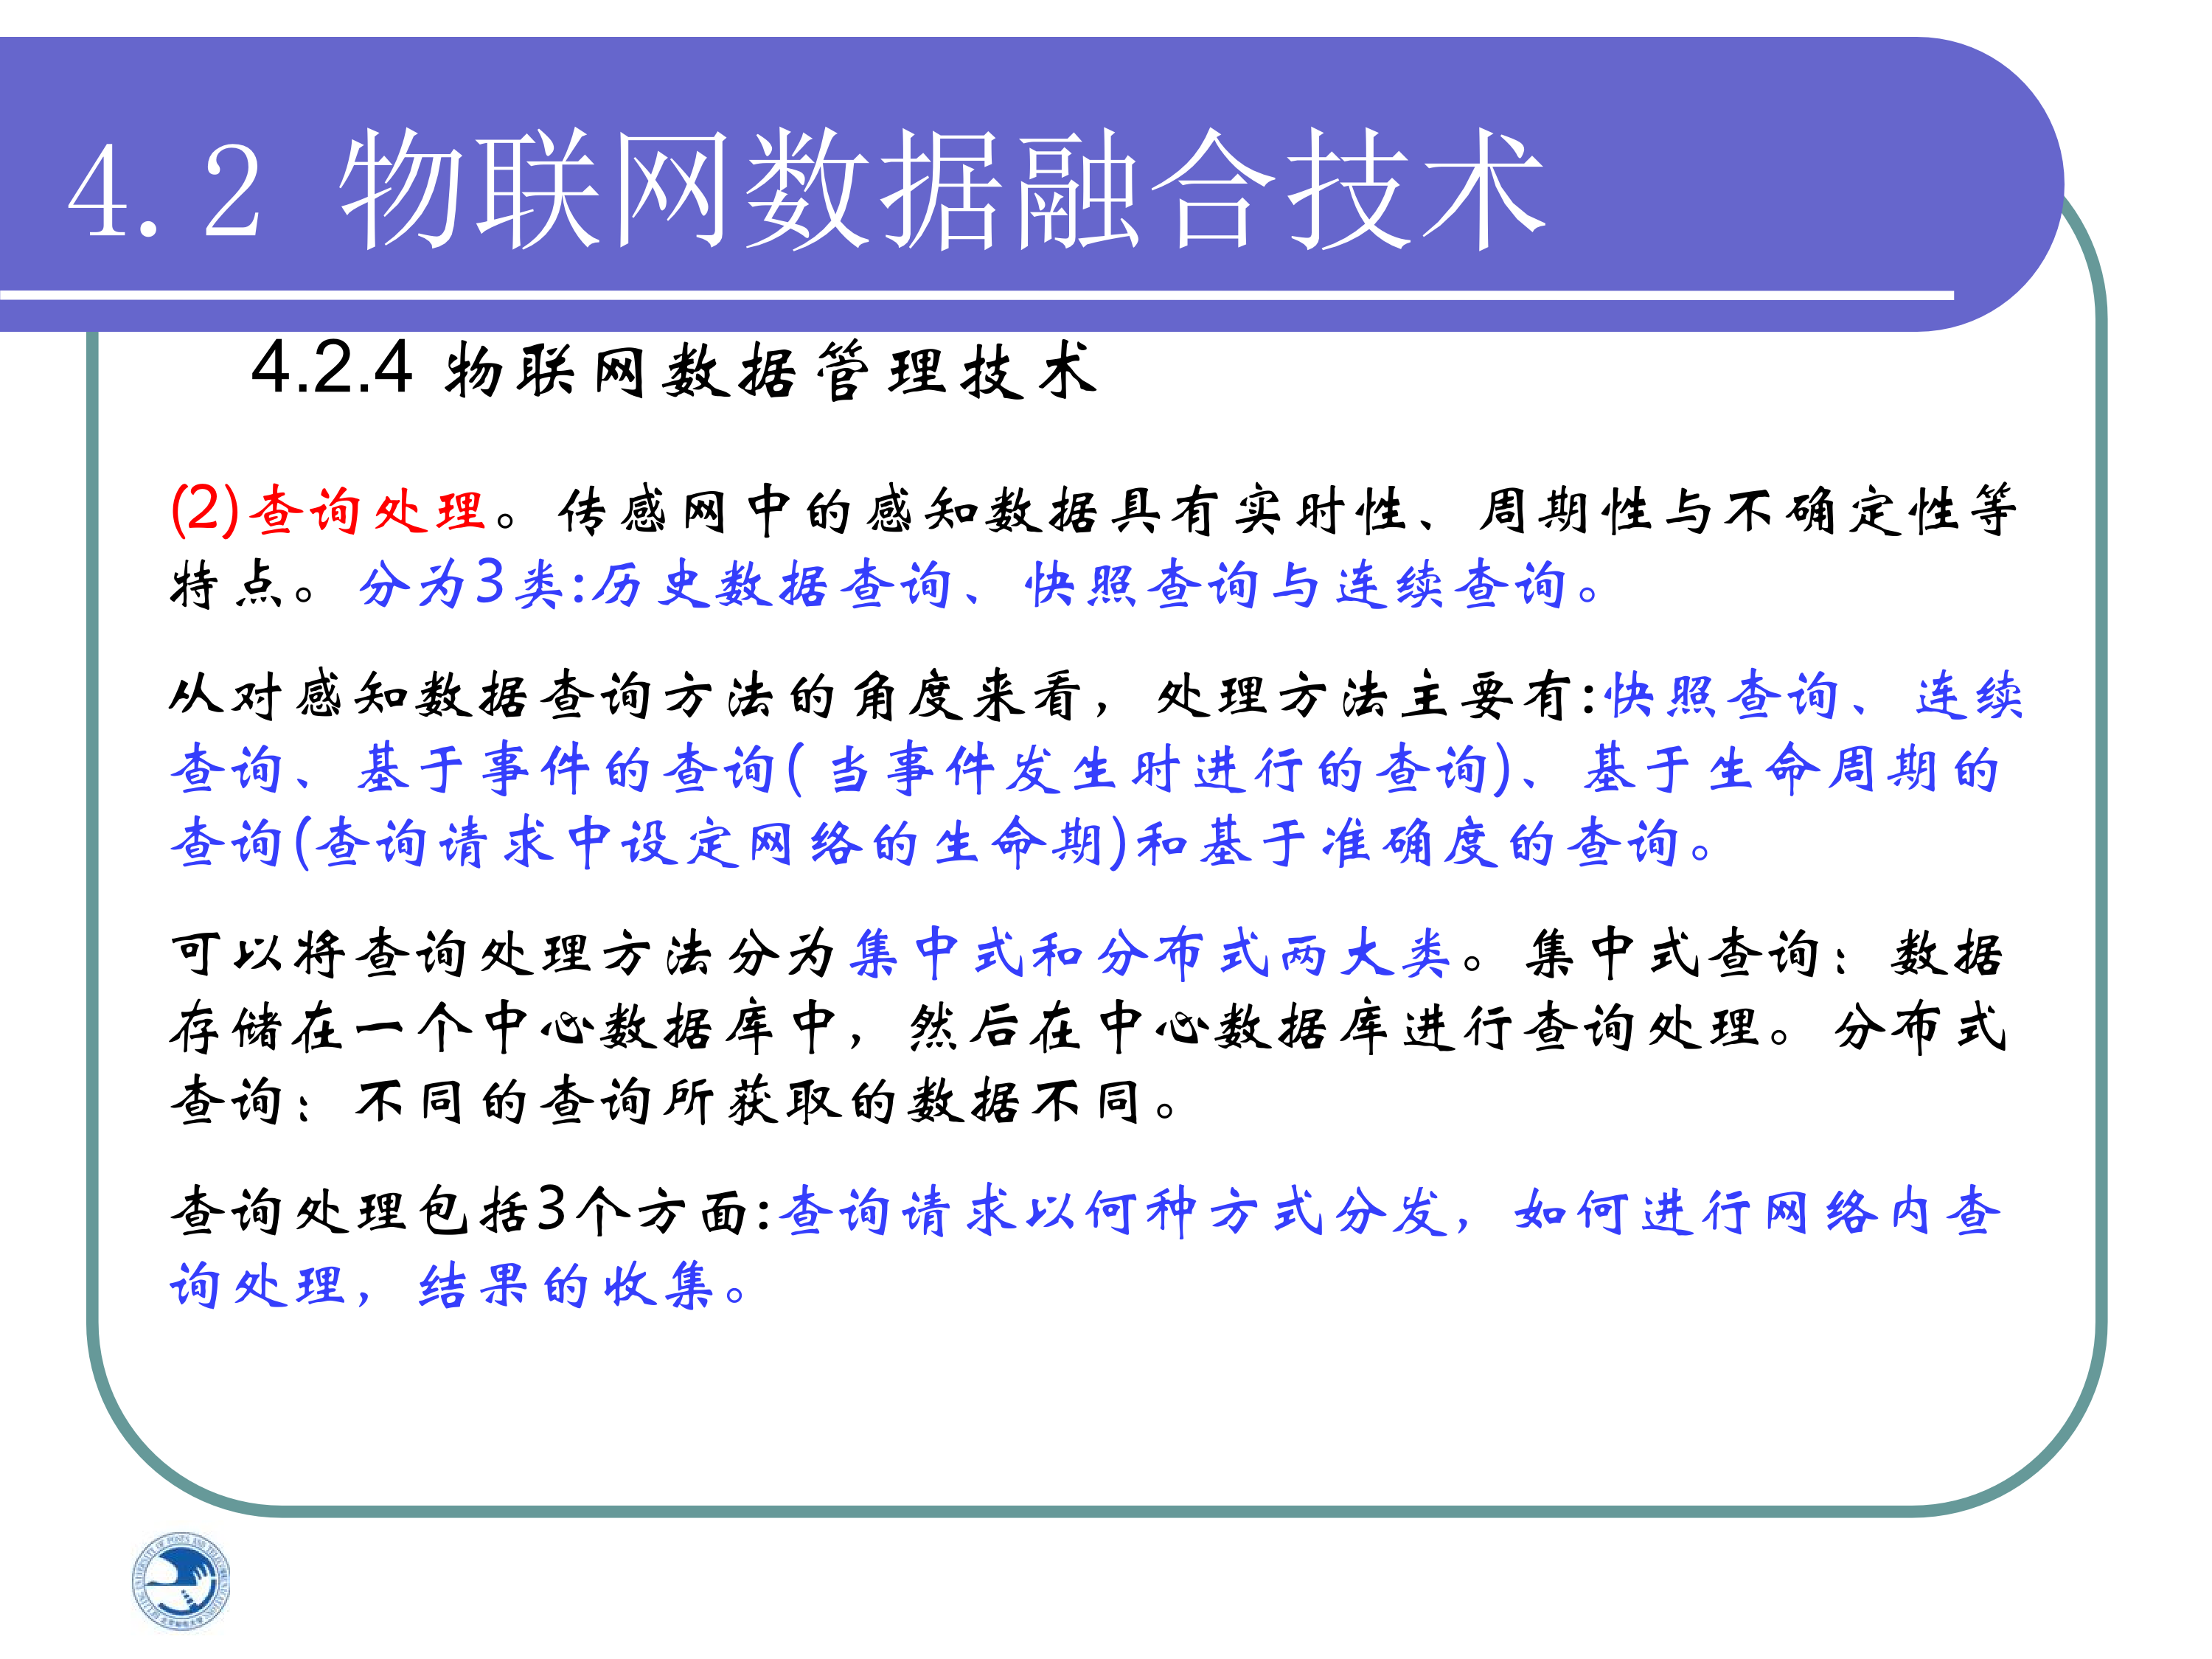 4.2 物联网数据融合技术
4.2.4 物联网数据管理技术
(2)查询处理。传感网中的感知数据具有实时性、周期性与不确定性等
特点。分为3类:历史数据查询、快照查询与连续查询。
从对感知数据查询方法的角度来看，处理方法主要有:快照查询、连续
查询、基于事件的查询(当事件发生时进行的查询)、基于生命周期的
查询(查询请求中设定网络的生命期)和基于准确度的查询。
可以将查询处理方法分为集中式和分布式两大类。集中式查询：数据
存储在一个中心数据库中，然后在中心数据库进行查询处理。分布式
查询：不同的查询所获取的数据不同。
查询处理包括3个方面:查询请求以何种方式分发，如何进行网络内查
询处理，结果的收集。
BEIJING UNIVERSITY OF POSTS AND TELECOMMUNICATIONS
北京邮电大学